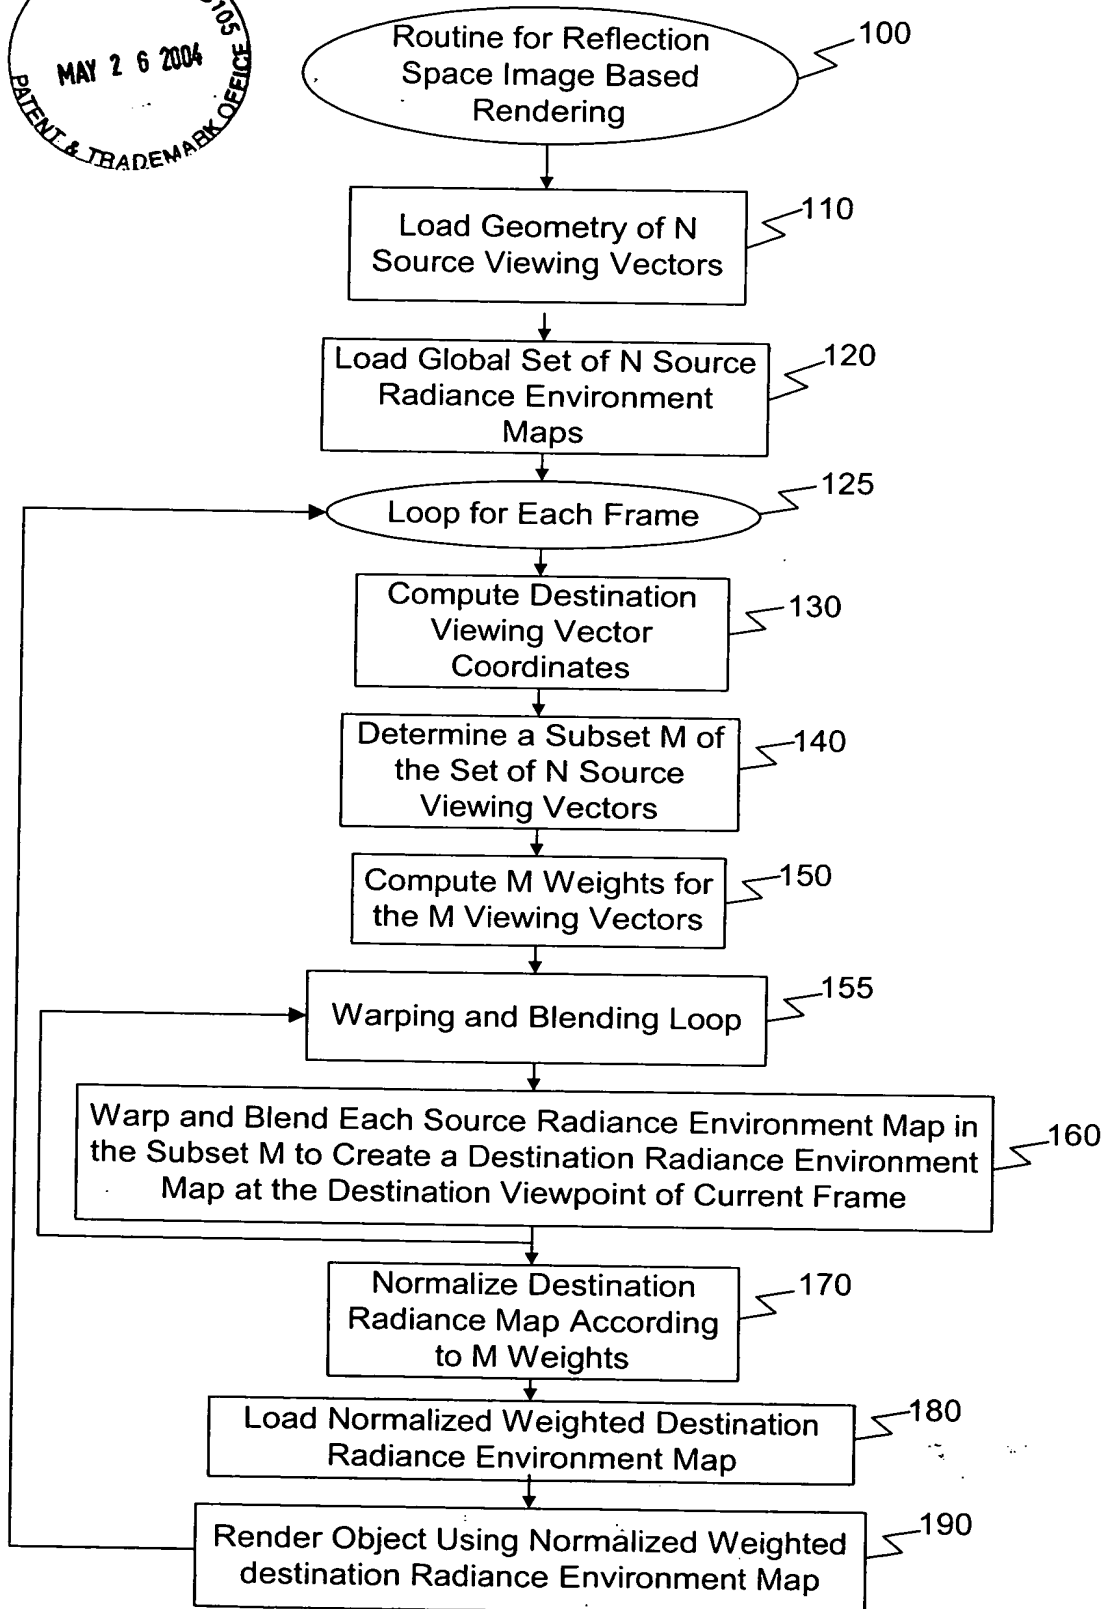 0105
MAY 2 6 2004
PATENT & TRADEMARK OFFICE
Routine for Reflection
Space Image Based
Rendering
100
Load Geometry of N
Source Viewing Vectors
110
Load Global Set of N Source
Radiance Environment
Maps
120
Loop for Each Frame
125
Compute Destination
Viewing Vector
Coordinates
130
Determine a Subset M of
the Set of N Source
Viewing Vectors
140
Compute M Weights for
the M Viewing Vectors
150
Warping and Blending Loop
155
Warp and Blend Each Source Radiance Environment Map in
the Subset M to Create a Destination Radiance Environment
Map at the Destination Viewpoint of Current Frame
160
Normalize Destination
Radiance Map According
to M Weights
170
Load Normalized Weighted Destination
Radiance Environment Map
180
Render Object Using Normalized Weighted
destination Radiance Environment Map
190